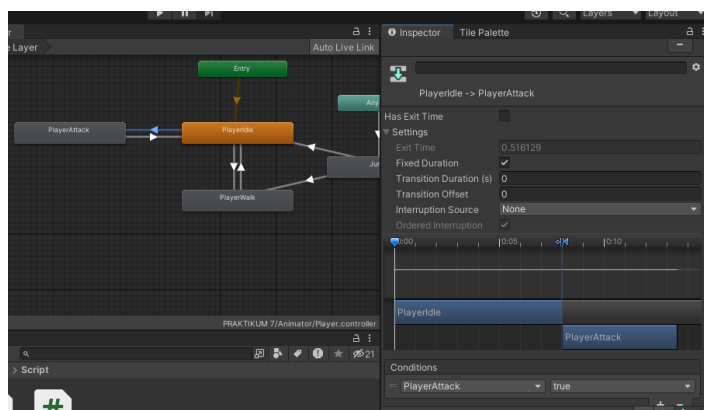 Layers
Layout
Inspector
Tile Palette
e Layer
Auto Live Link
Entry
Any
PlayerAttack
PlayerIdle
Ju
PlayerWalk
PRAKTIKUM 7/Animator/Player.controller
21
> Script
#
PlayerIdle -> PlayerAttack
Has Exit Time
Settings
Exit Time
0.516129
Fixed Duration
Transition Duration (s)
0
Transition Offset
0
Interruption Source
None
Ordered Interruption
0:00
0:05
0:10
PlayerIdle
PlayerAttack
Conditions
PlayerAttack
true